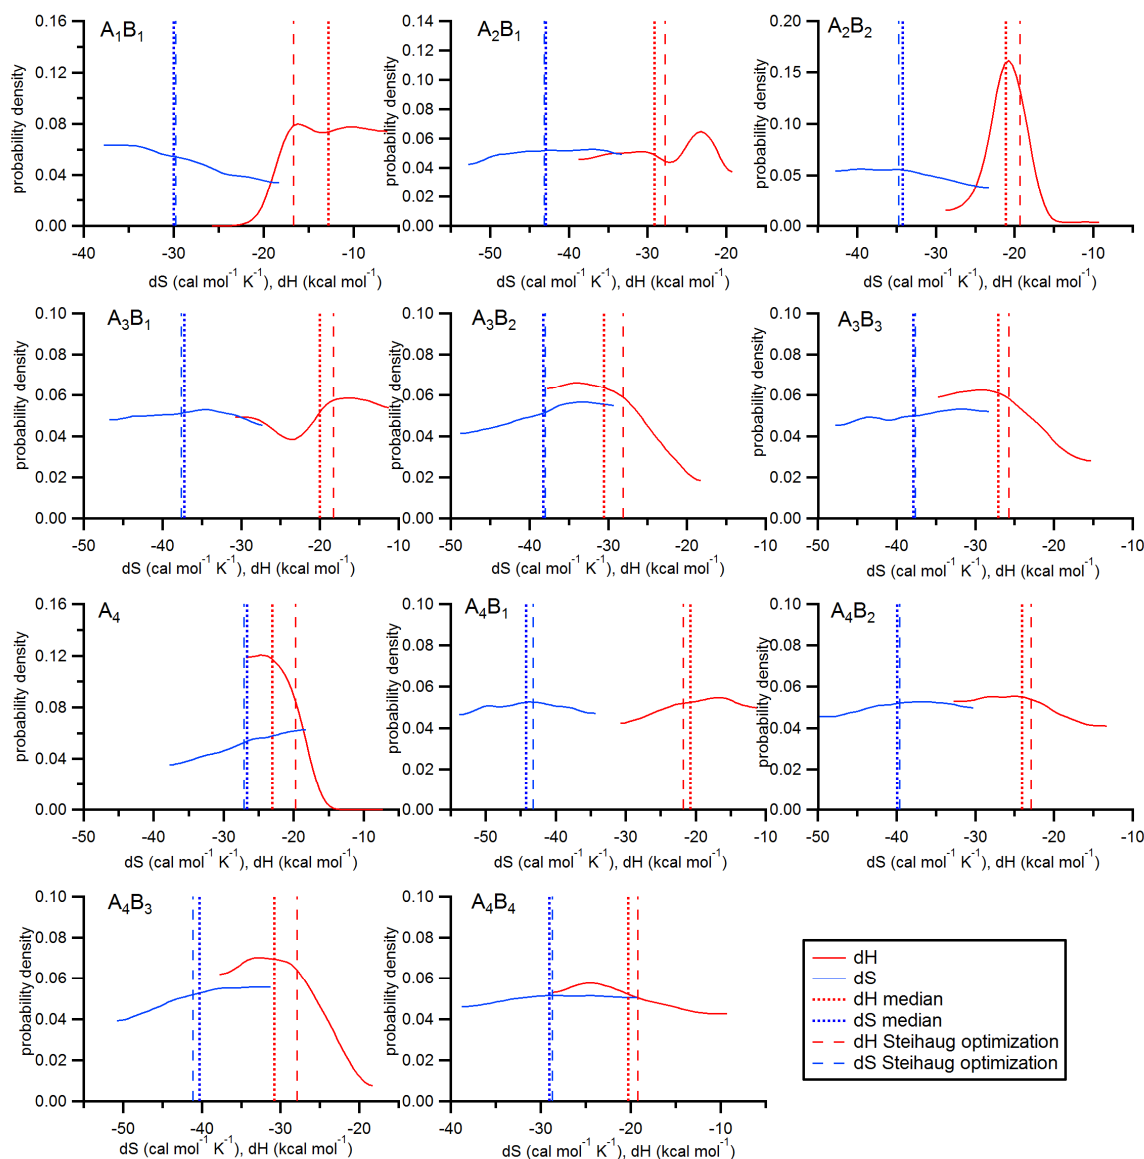 A₁B₁
probability density
0.16
0.12
0.08
0.04
0.00
-40 -30 -20 -10
dS (cal mol⁻¹ K⁻¹), dH (kcal mol⁻¹)
A₂B₁
probability density
0.14
0.12
0.10
0.08
0.06
0.04
0.02
0.00
-50 -40 -30 -20
dS (cal mol⁻¹ K⁻¹), dH (kcal mol⁻¹)
A₂B₂
probability density
0.20
0.15
0.10
0.05
0.00
-40 -30 -20 -10
dS (cal mol⁻¹ K⁻¹), dH (kcal mol⁻¹)
A₃B₁
probability density
0.10
0.08
0.06
0.04
0.02
0.00
-50 -40 -30 -20 -10
dS (cal mol⁻¹ K⁻¹), dH (kcal mol⁻¹)
A₃B₂
probability density
0.10
0.08
0.06
0.04
0.02
0.00
-50 -40 -30 -20 -10
dS (cal mol⁻¹ K⁻¹), dH (kcal mol⁻¹)
A₃B₃
probability density
0.10
0.08
0.06
0.04
0.02
0.00
-50 -40 -30 -20 -10
dS (cal mol⁻¹ K⁻¹), dH (kcal mol⁻¹)
A₄
probability density
0.16
0.12
0.08
0.04
0.00
-50 -40 -30 -20 -10
dS (cal mol⁻¹ K⁻¹), dH (kcal mol⁻¹)
A₄B₁
probability density
0.10
0.08
0.06
0.04
0.02
0.00
-50 -40 -30 -20 -10
dS (cal mol⁻¹ K⁻¹), dH (kcal mol⁻¹)
A₄B₂
probability density
0.10
0.08
0.06
0.04
0.02
0.00
-50 -40 -30 -20 -10
dS (cal mol⁻¹ K⁻¹), dH (kcal mol⁻¹)
A₄B₃
probability density
0.10
0.08
0.06
0.04
0.02
0.00
-50 -40 -30 -20
dS (cal mol⁻¹ K⁻¹), dH (kcal mol⁻¹)
A₄B₄
probability density
0.10
0.08
0.06
0.04
0.02
0.00
-40 -30 -20 -10
dS (cal mol⁻¹ K⁻¹), dH (kcal mol⁻¹)
dH
dS
dH median
dS median
dH Steihaug optimization
dS Steihaug optimization